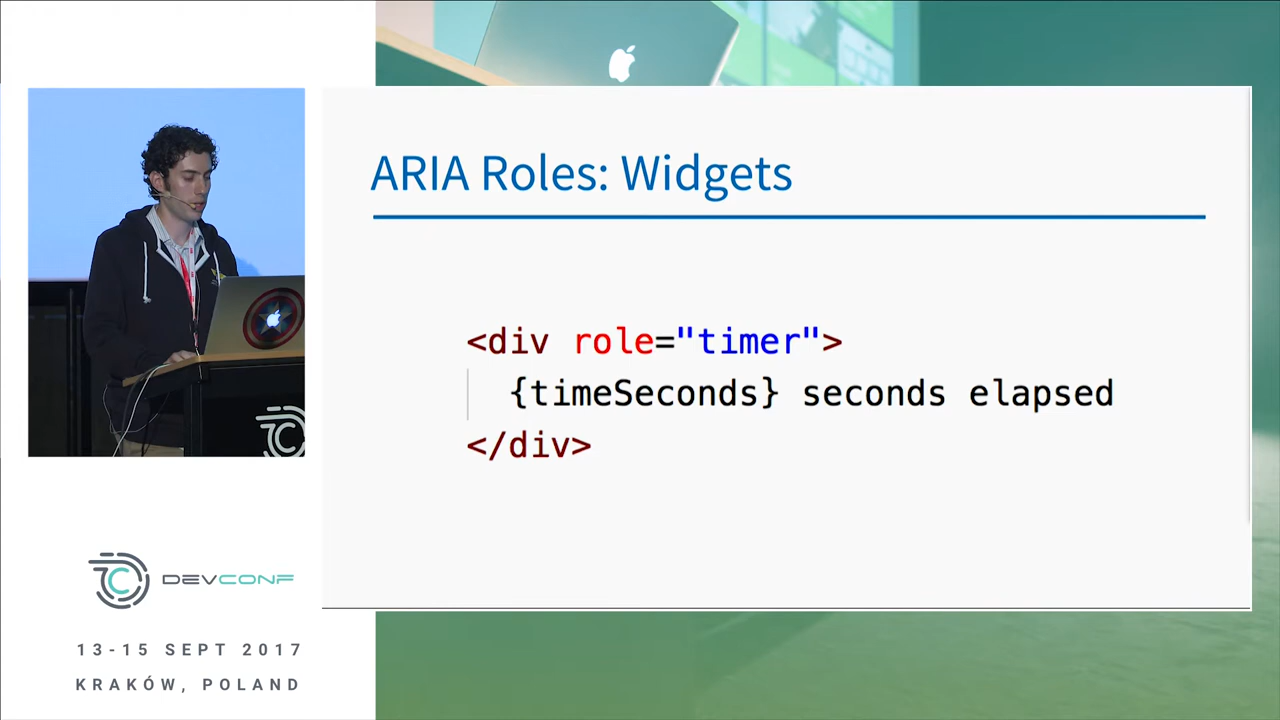 ARIA Roles: Widgets
<div role="timer">
{timeSeconds} seconds elapsed
</div>
DEVCONF
13-15 SEPT 2017
KRAKÓW, POLAND